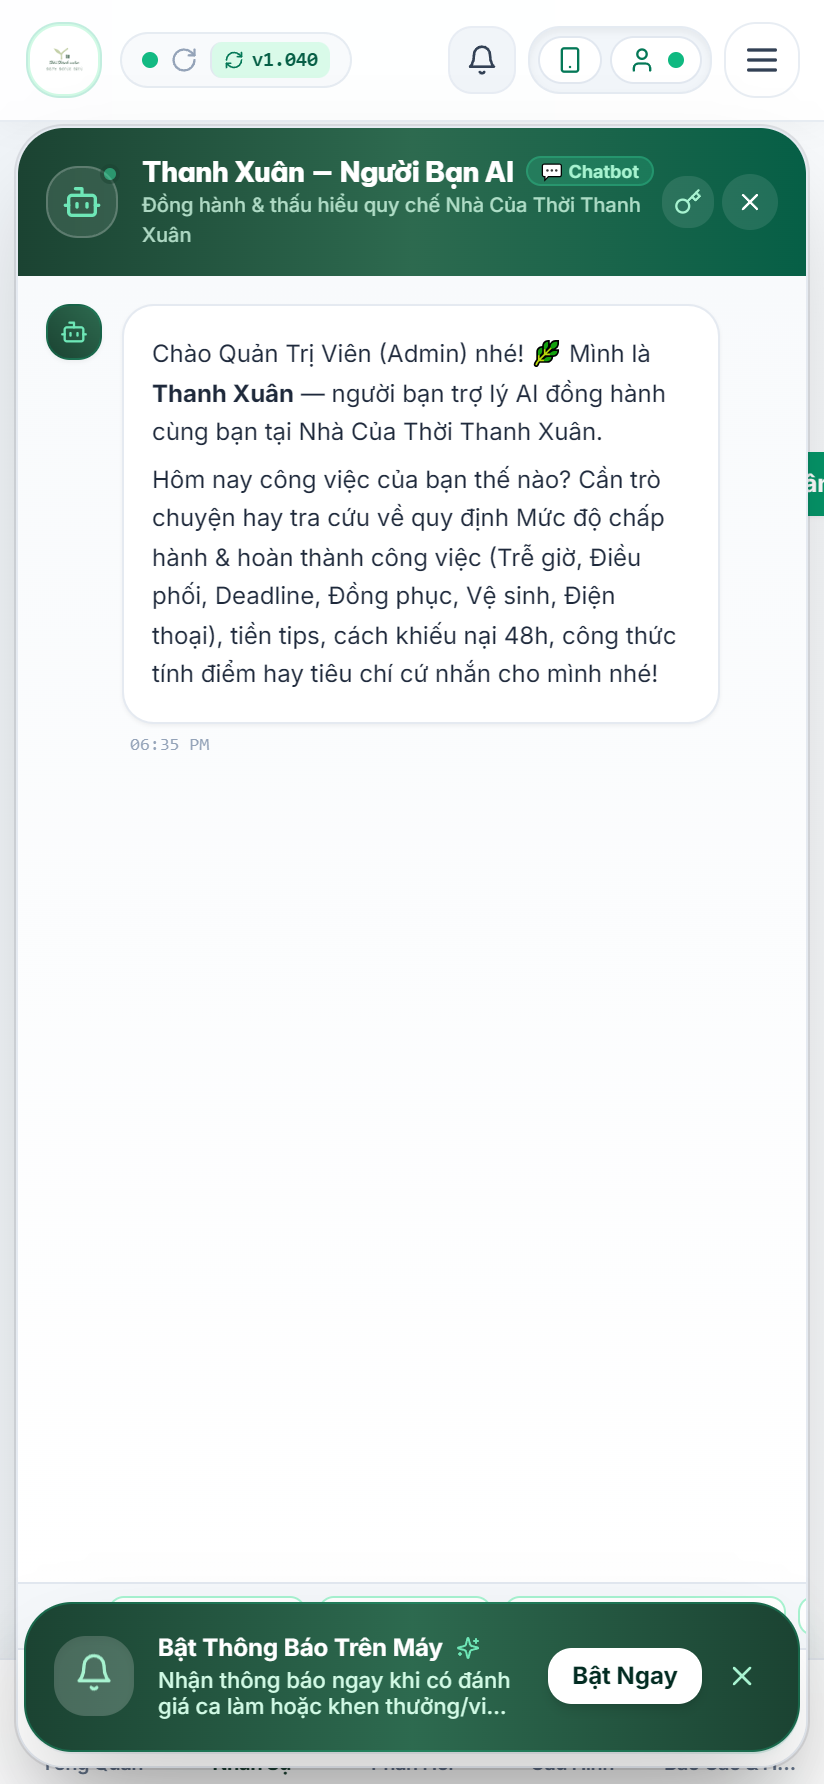 v1.040
Thanh Xuân – Người Bạn AI
Chatbot
Đồng hành & thấu hiểu quy chế Nhà Của Thời Thanh
Xuân
Chào Quản Trị Viên (Admin) nhé! 🌿 Mình là
Thanh Xuân — người bạn trợ lý AI đồng hành
cùng bạn tại Nhà Của Thời Thanh Xuân.
Hôm nay công việc của bạn thế nào? Cần trò
chuyện hay tra cứu về quy định Mức độ chấp
hành & hoàn thành công việc (Trễ giờ, Điều
phối, Deadline, Đồng phục, Vệ sinh, Điện
thoại), tiền tips, cách khiếu nại 48h, công thức
tính điểm hay tiêu chí cứ nhắn cho mình nhé!
06:35 PM
Bật Thông Báo Trên Máy
Nhận thông báo ngay khi có đánh
giá ca làm hoặc khen thưởng/vi...
Bật Ngay